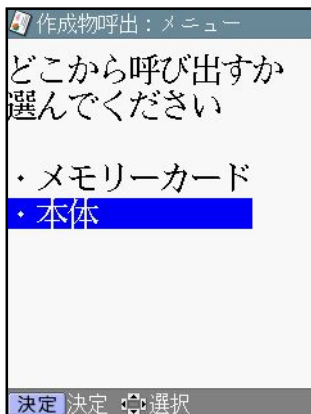 作成物呼出：メニュー
どこから呼び出すか
選んでください
・メモリーカード
・本体
決定 決定 選択